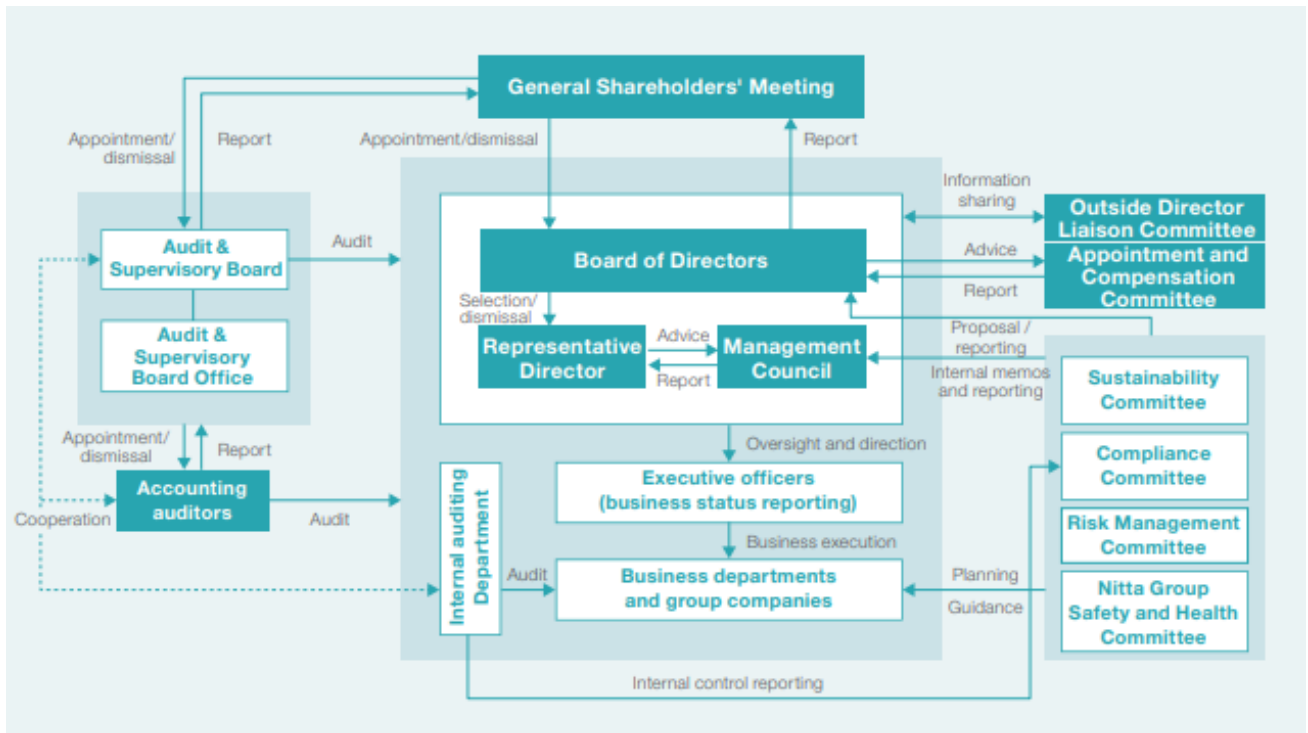 General Shareholders' Meeting
Appointment/
dismissal
Report
Appointment/dismissal
Report
Information
sharing
Outside Director
Liaison Committee
Audit &
Supervisory Board
Audit
Board of Directors
Advice
Report
Appointment and
Compensation
Committee
Audit &
Supervisory
Board Office
Selection/
dismissal
Representative
Director
Advice
Report
Management
Council
Proposal /
reporting
Internal memos
and reporting
Sustainability
Committee
Appointment/
dismissal
Report
Oversight and direction
Compliance
Committee
Accounting
auditors
Cooperation
Audit
Internal auditing
Department
Executive officers
(business status reporting)
Business execution
Risk Management
Committee
Audit
Business departments
and group companies
Planning
Guidance
Nitta Group
Safety and Health
Committee
Internal control reporting